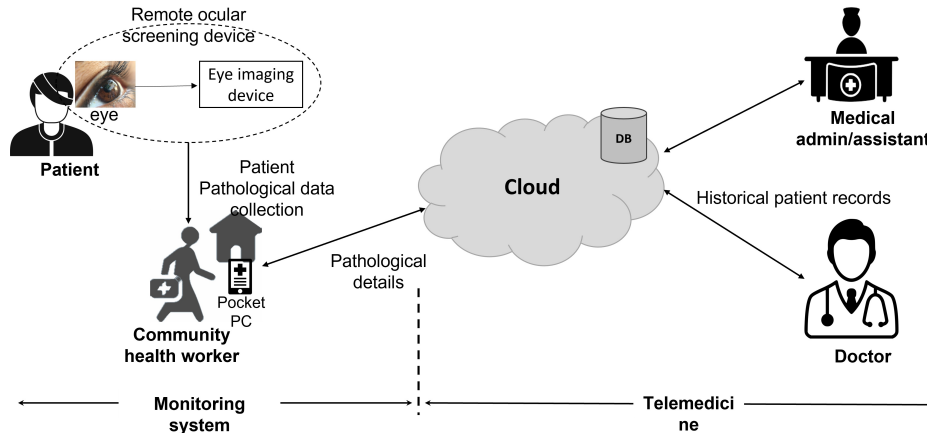 Remote ocular
screening device
Eye imaging
device
eye
Patient
Patient
Pathological data
collection
Pocket
PC
Community
health worker
Pathological
details
Cloud
DB
Medical
admin/assistant
Historical patient records
Doctor
Monitoring
system
Telemedici
ne